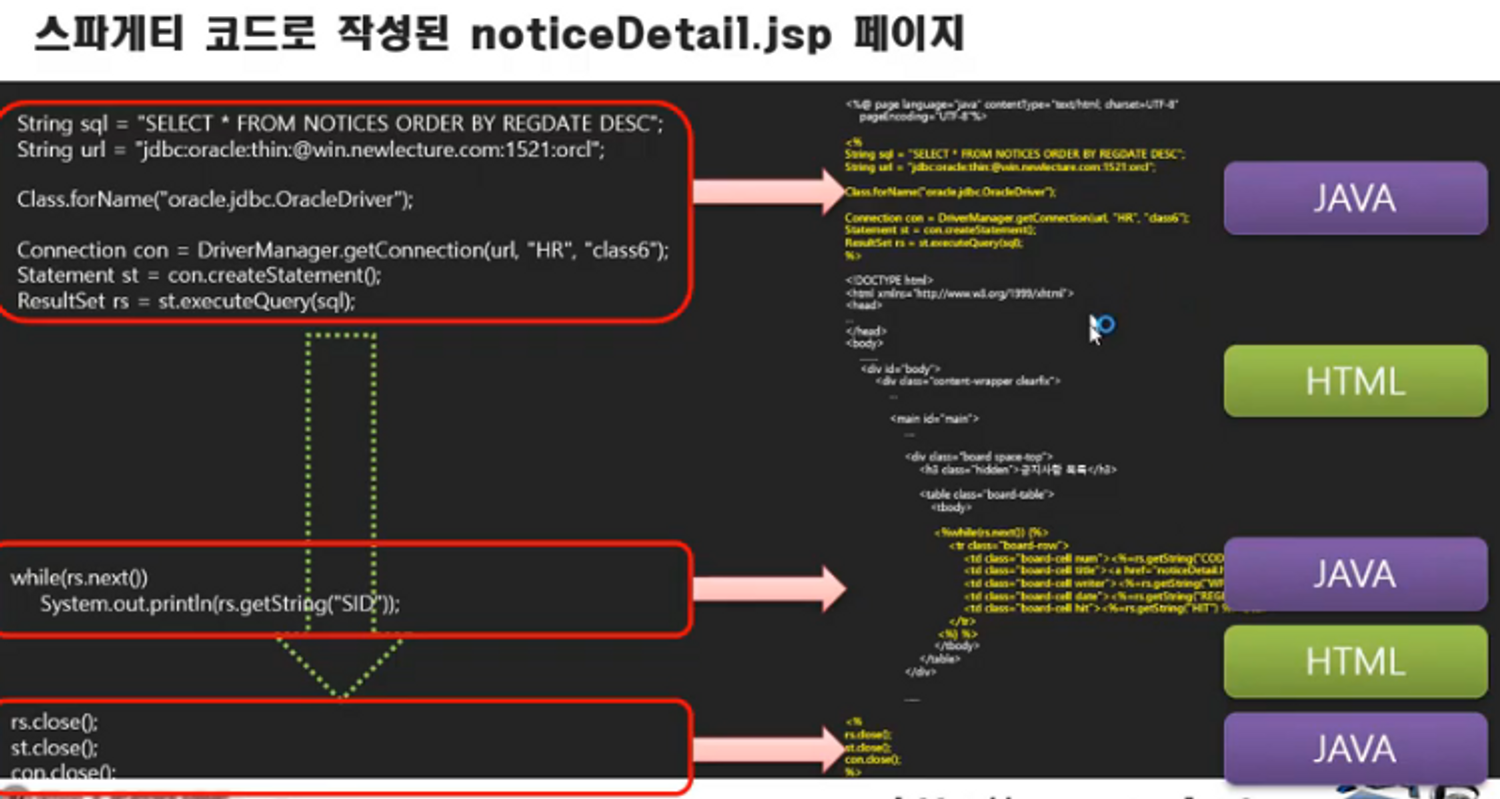 스파게티 코드로 작성된 noticeDetail.jsp 페이지
String sql = "SELECT * FROM NOTICES ORDER BY REGDATE DESC";
String url = "jdbc:oracle:thin:@win.newlecture.com:1521:orcl";
Class.forName("oracle.jdbc.OracleDriver");
Connection con = DriverManager.getConnection(url, "HR", "class6");
Statement st = con.createStatement();
ResultSet rs = st.executeQuery(sql);
while(rs.next())
System.out.println(rs.getString("SID"));
rs.close();
st.close();
con.close();
<%@ page language="java" contentType="text/html; charset=UTF-8"
pageEncoding="UTF-8"%>
<%
String sql = "SELECT * FROM NOTICES ORDER BY REGDATE DESC";
String url = "jdbc:oracle:thin:@win.newlecture.com:1521:orcl";
Class.forName("oracle.jdbc.OracleDriver");
Connection con = DriverManager.getConnection(url, "HR", "class6");
Statement st = con.createStatement();
ResultSet rs = st.executeQuery(sql);
%>
<!DOCTYPE html>
<html xmlns="http://www.w3.org/1999/xhtml">
<head>
...
</head>
<body>
<div id="body">
<div class="content-wrapper clearfix">
...
<main id="main">
...
<div class="board space-top">
<h3 class="hidden">공지사항 목록</h3>
<table class="board-table">
<tbody>
<%while(rs.next()) {%>
<tr class="board-row">
<td class="board-cell num"> <%=rs.getString("COD
<td class="board-cell title"> <a href="noticeDetail.
<td class="board-cell writer"> <%=rs.getString("
<td class="board-cell date"> <%=rs.getString("REG
<td class="board-cell hit"> <%=rs.getString("HIT")
</tr>
<%} %>
</tbody>
</table>
</div>
<%
rs.close();
st.close();
con.close();
%>
JAVA
HTML
JAVA
HTML
JAVA